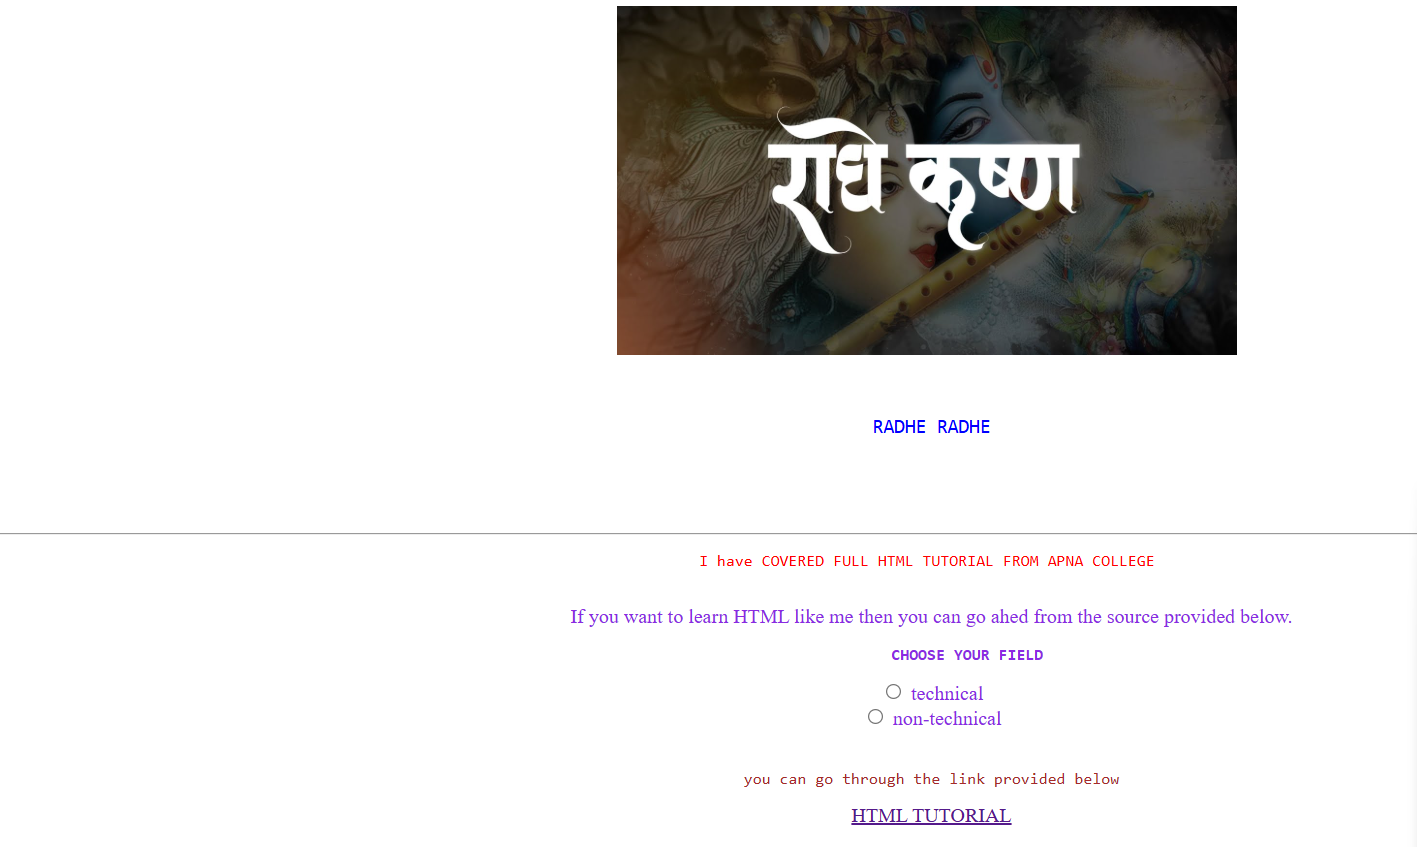 राधे कृष्ण
RADHE RADHE
I have COVERED FULL HTML TUTORIAL FROM APNA COLLEGE
If you want to learn HTML like me then you can go ahed from the source provided below.
CHOOSE YOUR FIELD
technical
non-technical
you can go through the link provided below
HTML TUTORIAL